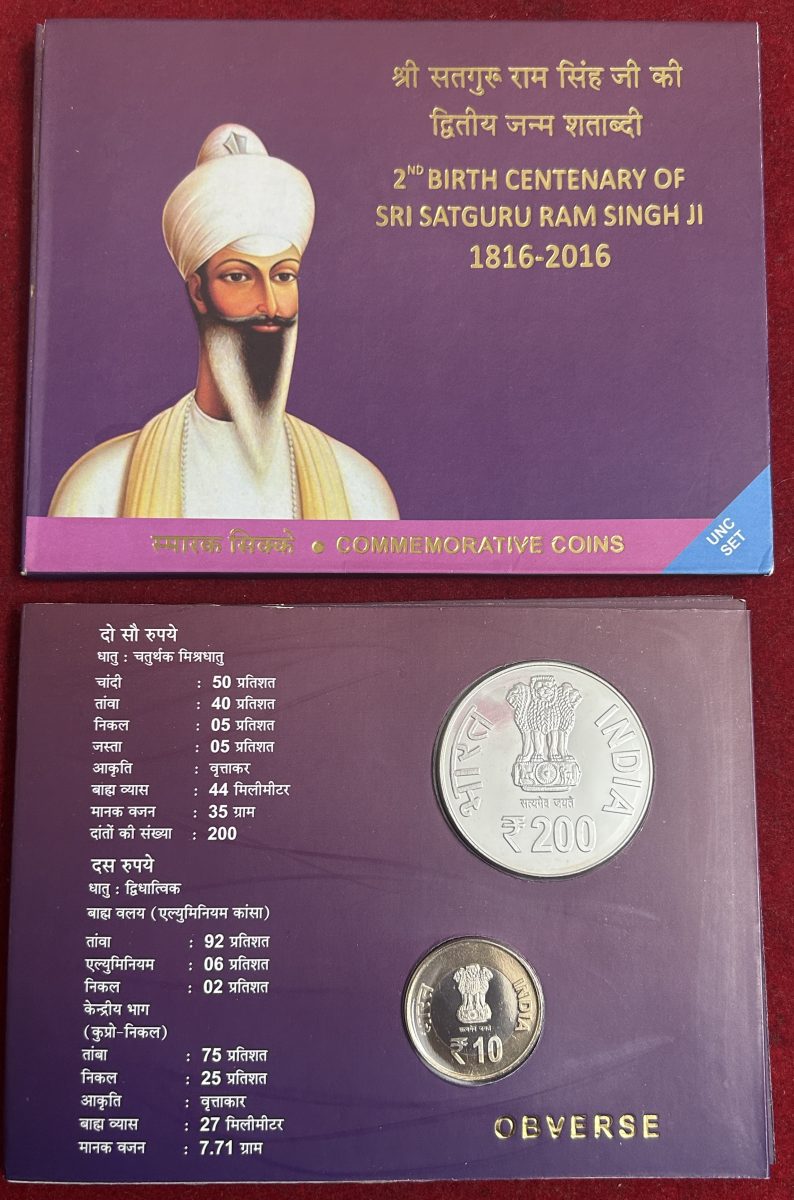 श्री सतगुरू राम सिंह जी की
द्वितीय जन्म शताब्दी
2ND BIRTH CENTENARY OF
SRI SATGURU RAM SINGH JI
1816-2016
स्मारक सिक्के ● COMMEMORATIVE COINS
UNC
SET
दो सौ रुपये
धातु : चतुर्थक मिश्रधातु
चांदी : 50 प्रतिशत
तांवा : 40 प्रतिशत
निकल : 05 प्रतिशत
जस्ता : 05 प्रतिशत
आकृति : वृत्ताकर
बाह्य व्यास : 44 मिलीमीटर
मानक वजन : 35 ग्राम
दांतों की संख्या : 200
दस रुपये
धातु : द्विधात्विक
बाह्य वलय (एल्युमिनियम कांसा)
तांवा : 92 प्रतिशत
एल्युमिनियम : 06 प्रतिशत
निकल : 02 प्रतिशत
केन्द्रीय भाग
(कुप्रो-निकल)
तांबा : 75 प्रतिशत
निकल : 25 प्रतिशत
आकृति : वृत्ताकार
बाह्य व्यास : 27 मिलीमीटर
मानक वजन : 7.71 ग्राम
भारत INDIA
सत्यमेव जयते
₹ 200
भारत INDIA
सत्यमेव जयते
₹ 10
OBVERSE